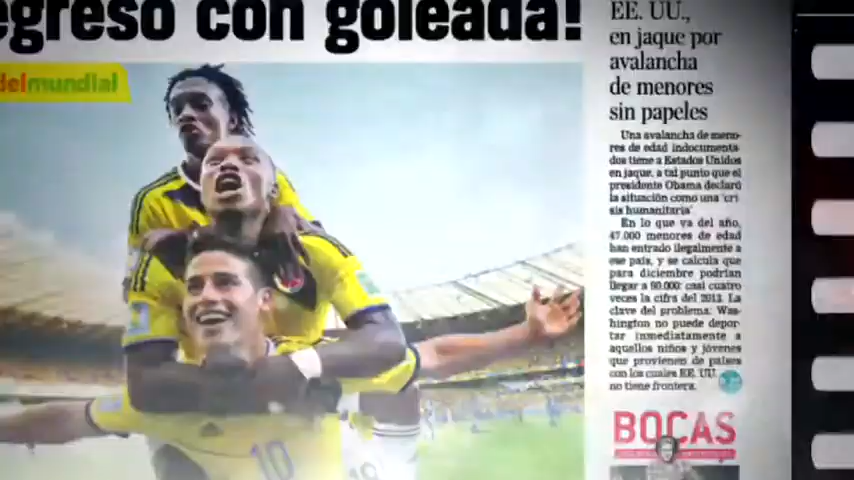 egreso con goleada!
delmundial
EE. UU.,
en jaque por
avalancha
de menores
sin papeles
Una avalancha de meno-
res de edad indocumenta-
dos tiene a Estados Unidos
en jaque, a tal punto que el
presidente Obama declaró
la situación como una 'cri-
sis humanitaria'.
En lo que va del año,
47.000 menores de edad
han entrado ilegalmente a
ese país, y se calcula que
para diciembre podrían
llegar a 90.000: casi cuatro
veces la cifra del 2013. La
clave del problema: Was-
hington no puede depor-
tar inmediatamente a
aquellos niños y jóvenes
que provienen de países
con los cuales EE. UU.
no tiene frontera.
BOCAS
10